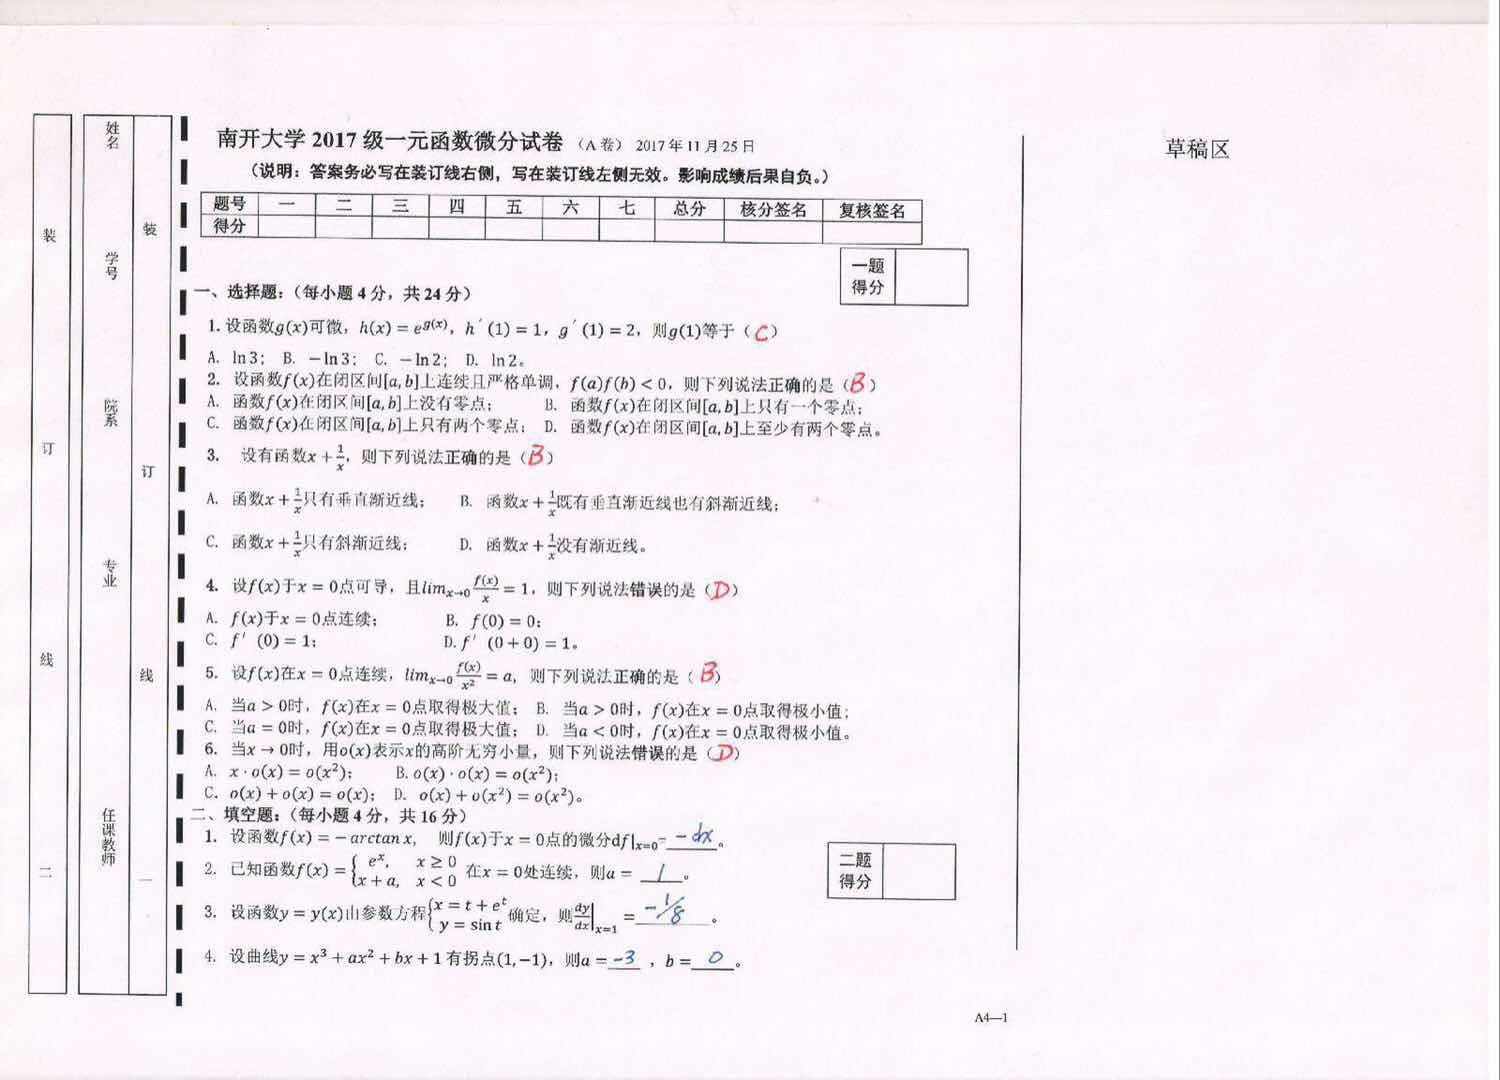 姓名
学号
院系
专业
任课教师
装
订
线
二
装
订
线
一
南开大学 2017 级一元函数微分试卷 (A 卷) 2017 年 11 月 25 日
(说明：答案务必写在装订线右侧，写在装订线左侧无效。影响成绩后果自负。)
题号 一 二 三 四 五 六 七 总分 核分签名 复核签名
得分
一题
得分
一、选择题：(每小题 4 分，共 24 分)
1. 设函数g(x)可微，h(x) = e^{g(x)}，h′(1) = 1，g′(1) = 2，则g(1)等于 ( C )
A. ln 3； B. − ln 3； C. − ln 2； D. ln 2。
2. 设函数f(x)在闭区间[a,b]上连续且严格单调，f(a)f(b) < 0，则下列说法正确的是 ( B )
A. 函数f(x)在闭区间[a,b]上没有零点； B. 函数f(x)在闭区间[a,b]上只有一个零点；
C. 函数f(x)在闭区间[a,b]上只有两个零点； D. 函数f(x)在闭区间[a,b]上至少有两个零点。
3. 设有函数x + 1/x，则下列说法正确的是 ( B )
A. 函数x + 1/x只有垂直渐近线； B. 函数x + 1/x既有垂直渐近线也有斜渐近线；
C. 函数x + 1/x只有斜渐近线； D. 函数x + 1/x没有渐近线。
4. 设f(x)于x = 0点可导，且lim_{x→0} f(x)/x = 1，则下列说法错误的是 ( D )
A. f(x)于x = 0点连续； B. f(0) = 0；
C. f′(0) = 1； D. f′(0 + 0) = 1。
5. 设f(x)在x = 0点连续，lim_{x→0} f(x)/x² = a，则下列说法正确的是 ( B )
A. 当a > 0时，f(x)在x = 0点取得极大值； B. 当a > 0时，f(x)在x = 0点取得极小值；
C. 当a = 0时，f(x)在x = 0点取得极大值； D. 当a < 0时，f(x)在x = 0点取得极小值。
6. 当x → 0时，用o(x)表示x的高阶无穷小量，则下列说法错误的是 ( D )
A. x · o(x) = o(x²)； B. o(x) · o(x) = o(x²)；
C. o(x) + o(x) = o(x)； D. o(x) + o(x²) = o(x²)。
二、填空题：(每小题 4 分，共 16 分)
1. 设函数f(x) = −arctan x， 则f(x)于x = 0点的微分df|_{x=0}= −dx 。
二题
得分
2. 已知函数f(x) = { e^x, x ≥ 0; x + a, x < 0 在x = 0处连续，则a = 1 。
3. 设函数y = y(x)由参数方程{ x = t + e^t; y = sin t 确定，则dy/dx|_{x=1} = −1/8 。
4. 设曲线y = x³ + ax² + bx + 1有拐点(1,−1)，则a = −3 ，b = 0 。
草稿区
A4—1